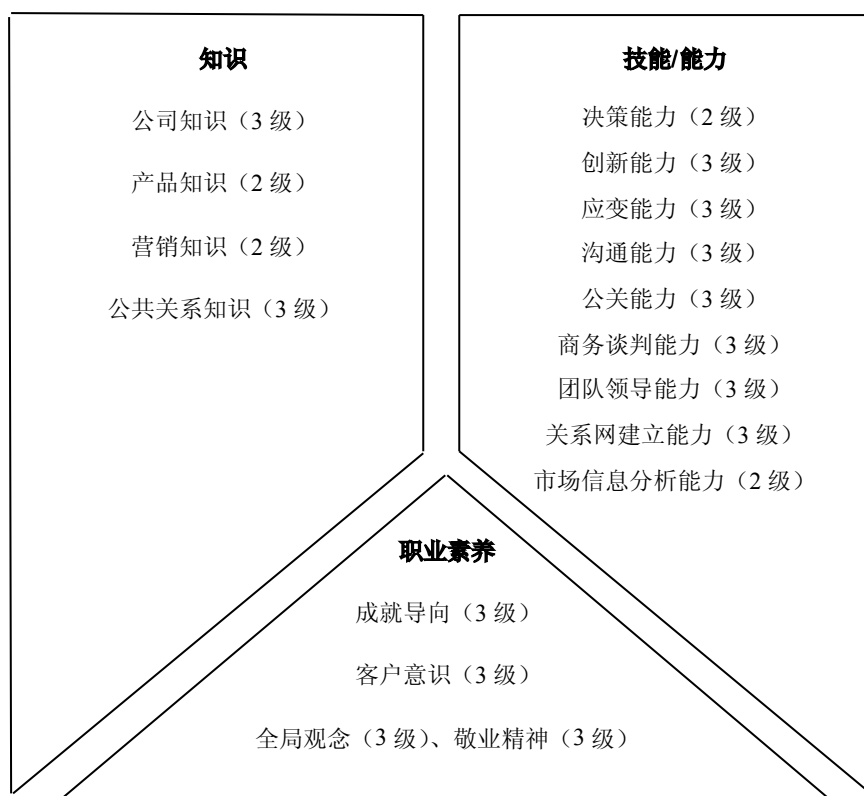 知识
公司知识（3 级）
产品知识（2 级）
营销知识（2 级）
公共关系知识（3 级）
技能/能力
决策能力（2 级）
创新能力（3 级）
应变能力（3 级）
沟通能力（3 级）
公关能力（3 级）
商务谈判能力（3 级）
团队领导能力（3 级）
关系网建立能力（3 级）
市场信息分析能力（2 级）
职业素养
成就导向（3 级）
客户意识（3 级）
全局观念（3 级）、敬业精神（3 级）